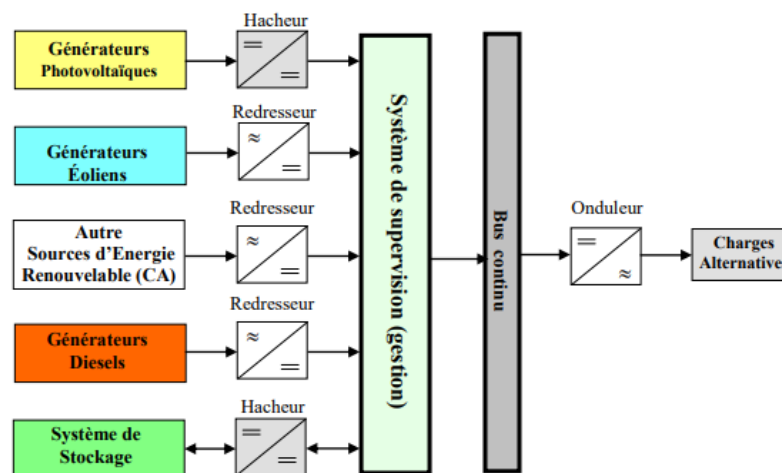 Hacheur
Générateurs
Photovoltaïques
Redresseur
Générateurs
Éoliens
Redresseur
Autre
Sources d'Energie
Renouvelable (CA)
Redresseur
Générateurs
Diesels
Hacheur
Système de
Stockage
Système de supervision (gestion)
Bus continu
Onduleur
Charges
Alternative